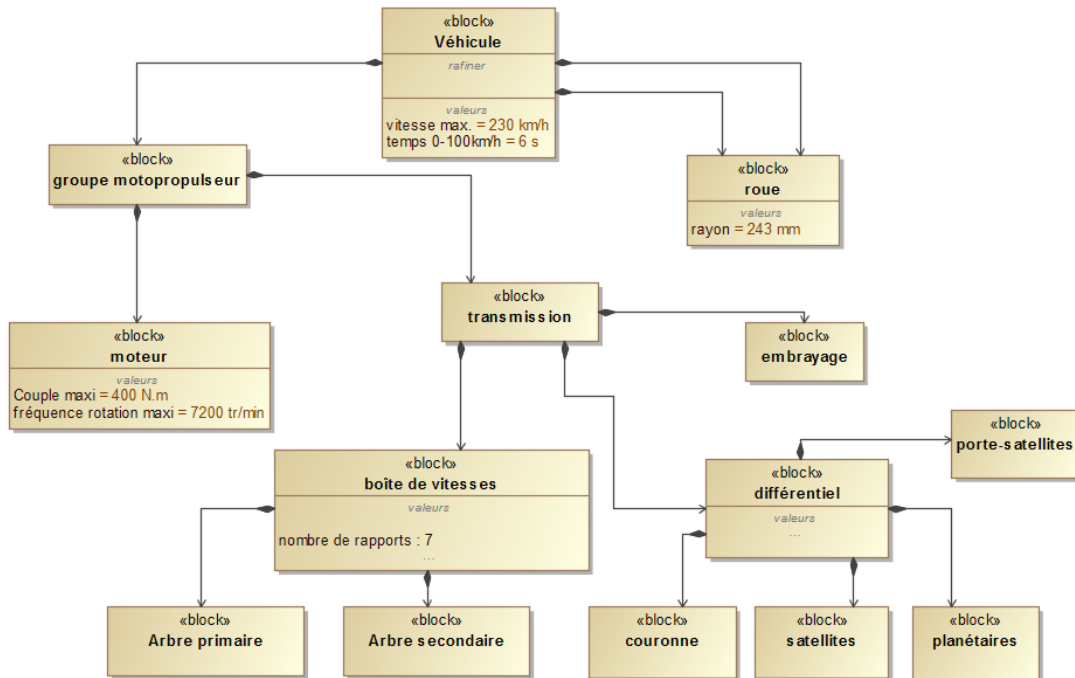 «block»
Véhicule
rafiner
valeurs
vitesse max. = 230 km/h
temps 0-100km/h = 6 s
«block»
groupe motopropulseur
«block»
roue
valeurs
rayon = 243 mm
«block»
transmission
«block»
moteur
valeurs
Couple maxi = 400 N.m
fréquence rotation maxi = 7200 tr/min
«block»
embrayage
«block»
porte-satellites
«block»
boîte de vitesses
valeurs
nombre de rapports : 7
...
«block»
différentiel
valeurs
...
«block»
Arbre primaire
«block»
Arbre secondaire
«block»
couronne
«block»
satellites
«block»
planétaires